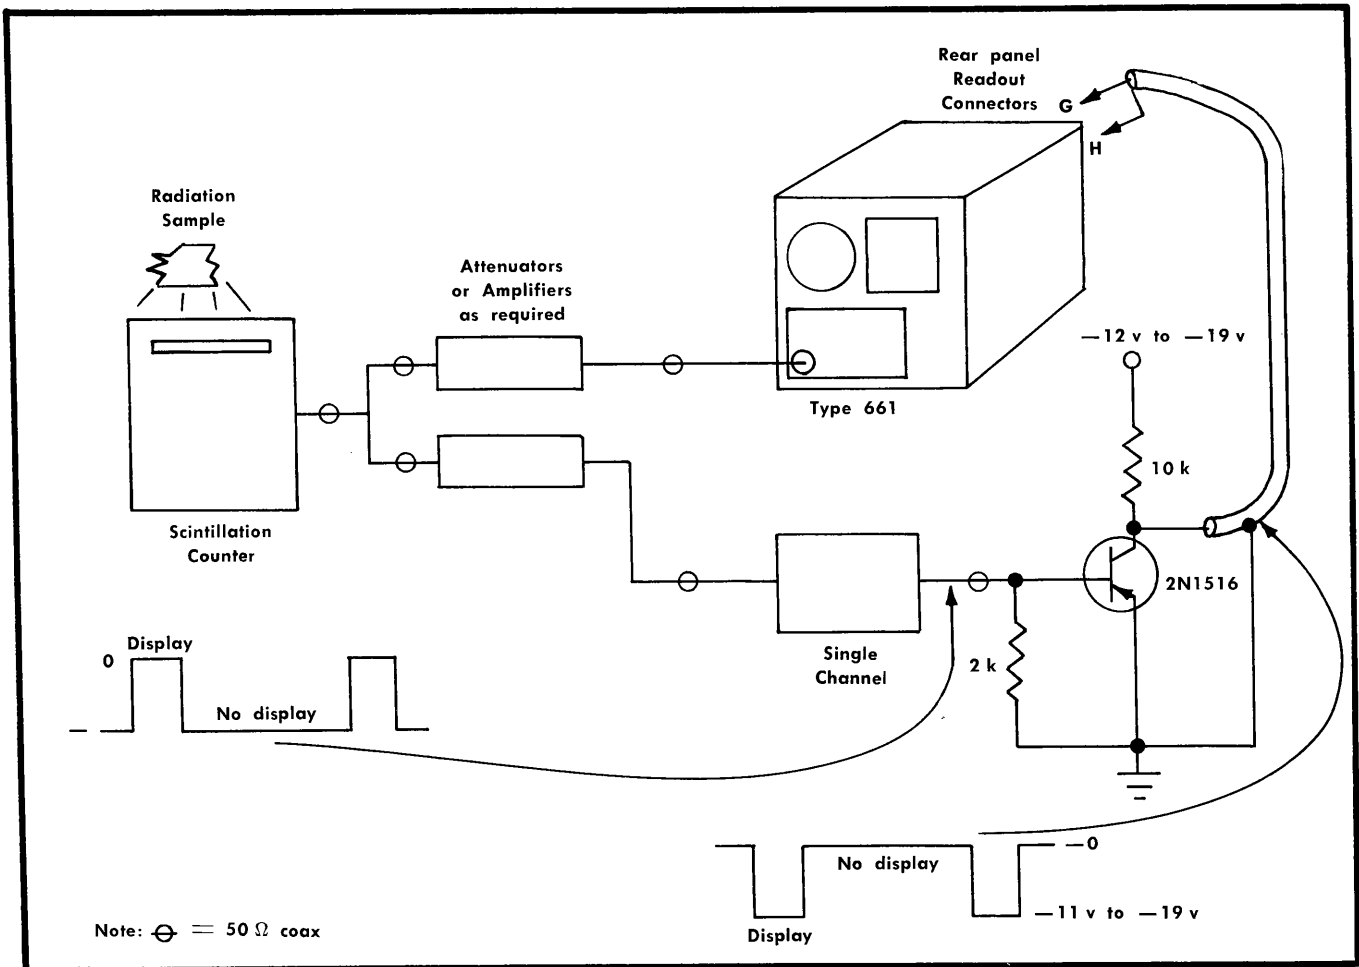 Rear panel
Readout
Connectors
G
H
Radiation
Sample
Attenuators
or Amplifiers
as required
—12 v to —19 v
Type 661
10 k
Scintillation
Counter
2N1516
Single
Channel
2 k
Display
0
No display
—
—0
No display
—11 v to —19 v
Display
Note: = 50 Ω coax